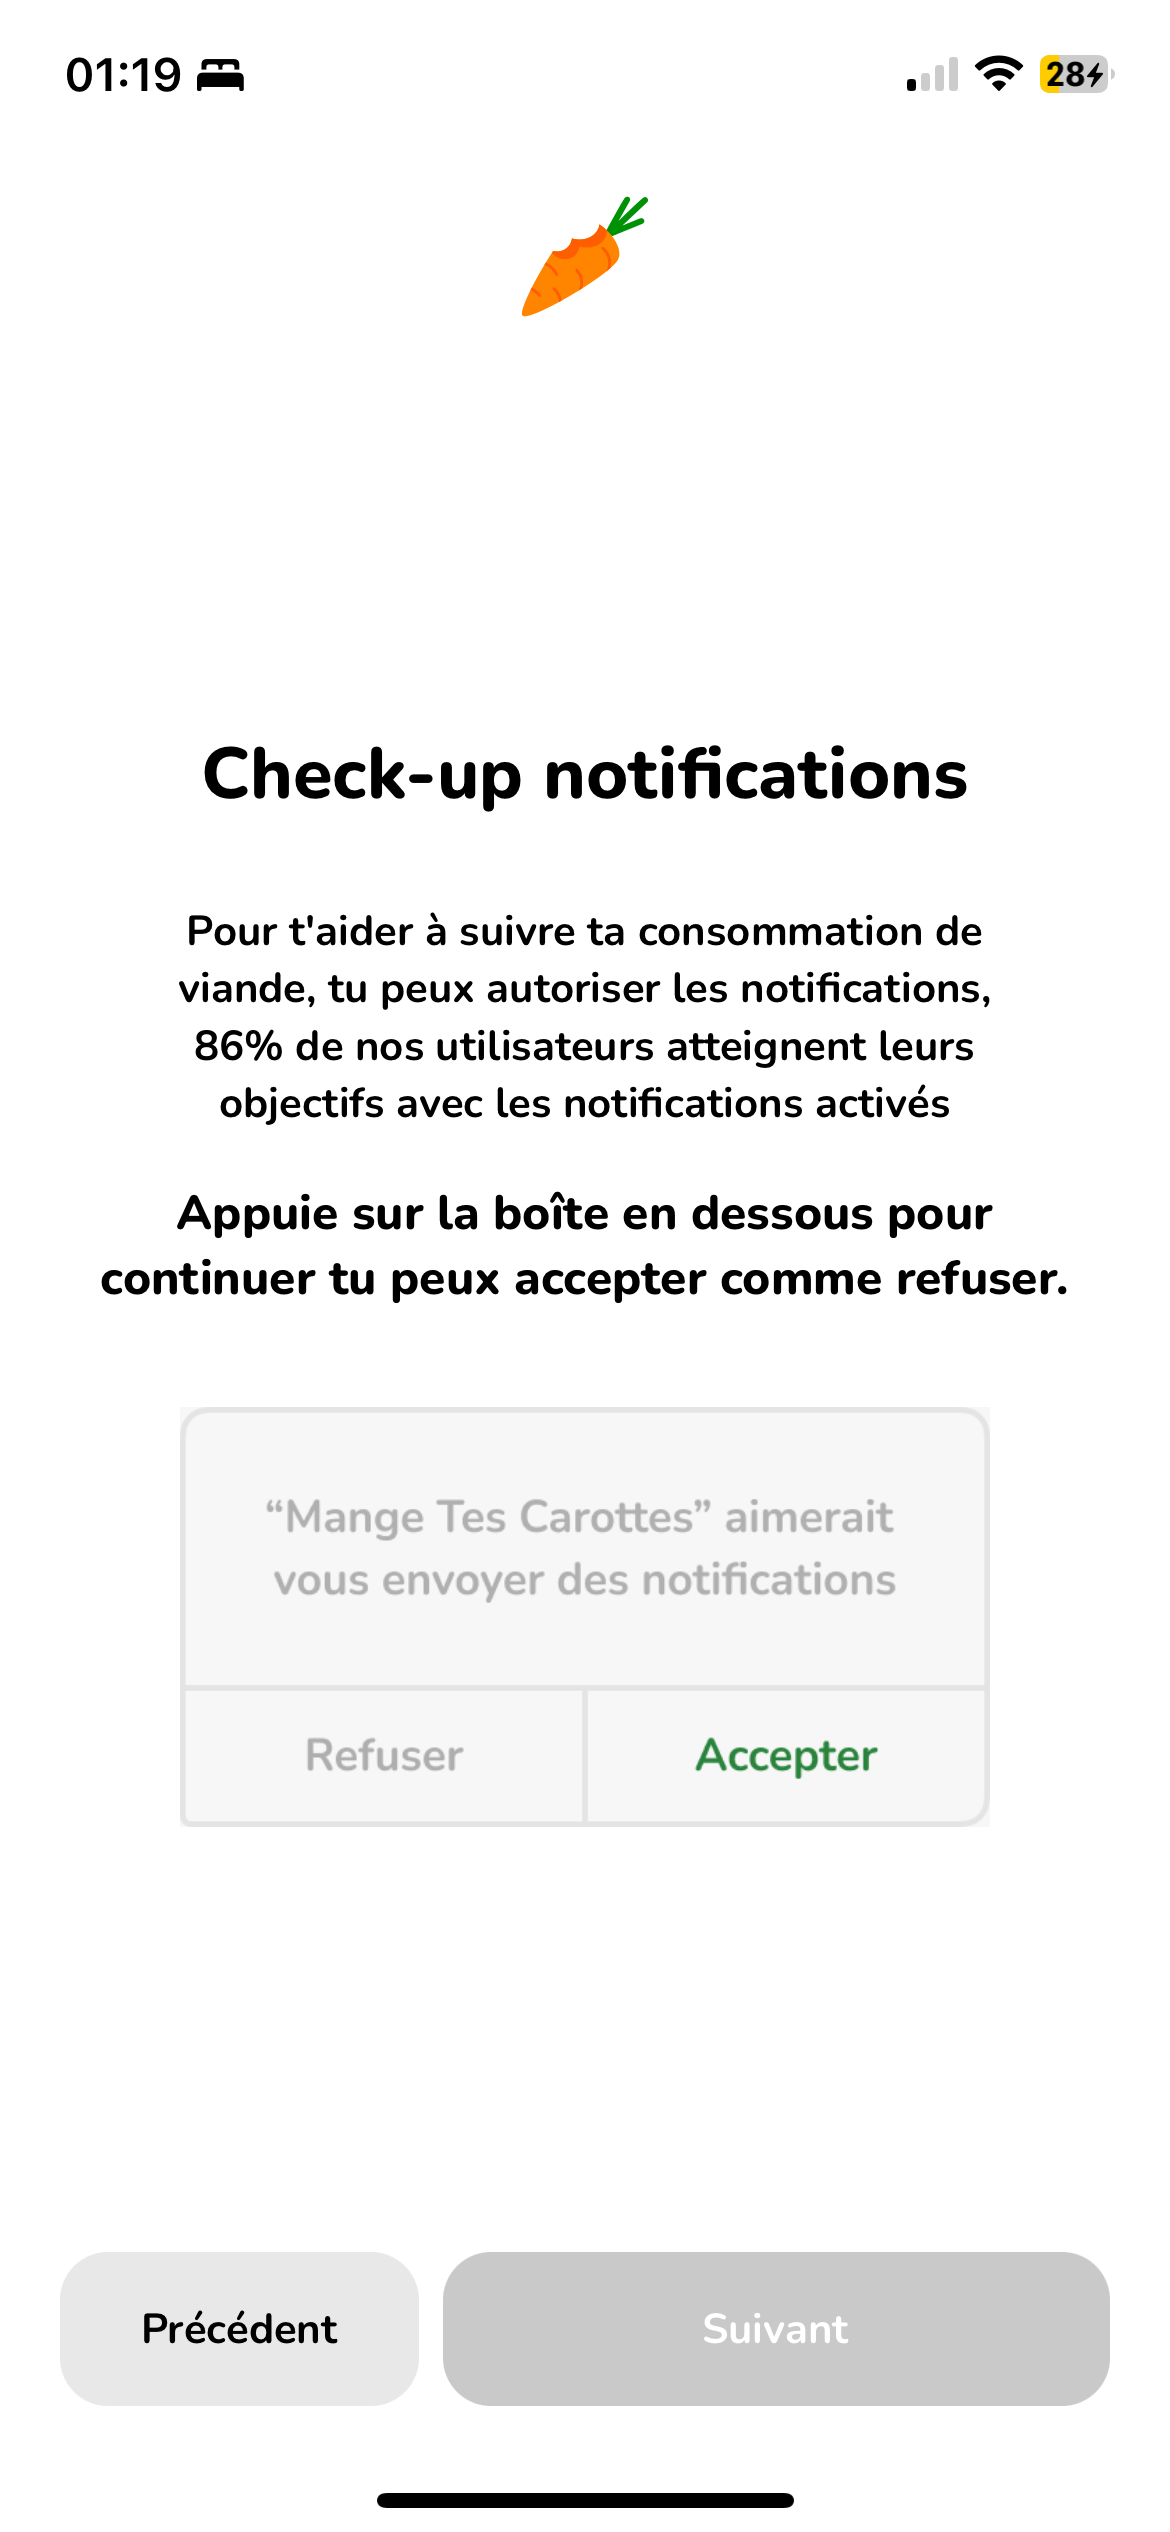 01:19
28
Check-up notifications
Pour t'aider à suivre ta consommation de
viande, tu peux autoriser les notifications,
86% de nos utilisateurs atteignent leurs
objectifs avec les notifications activés
Appuie sur la boîte en dessous pour
continuer tu peux accepter comme refuser.
“Mange Tes Carottes” aimerait
vous envoyer des notifications
Refuser
Accepter
Précédent
Suivant